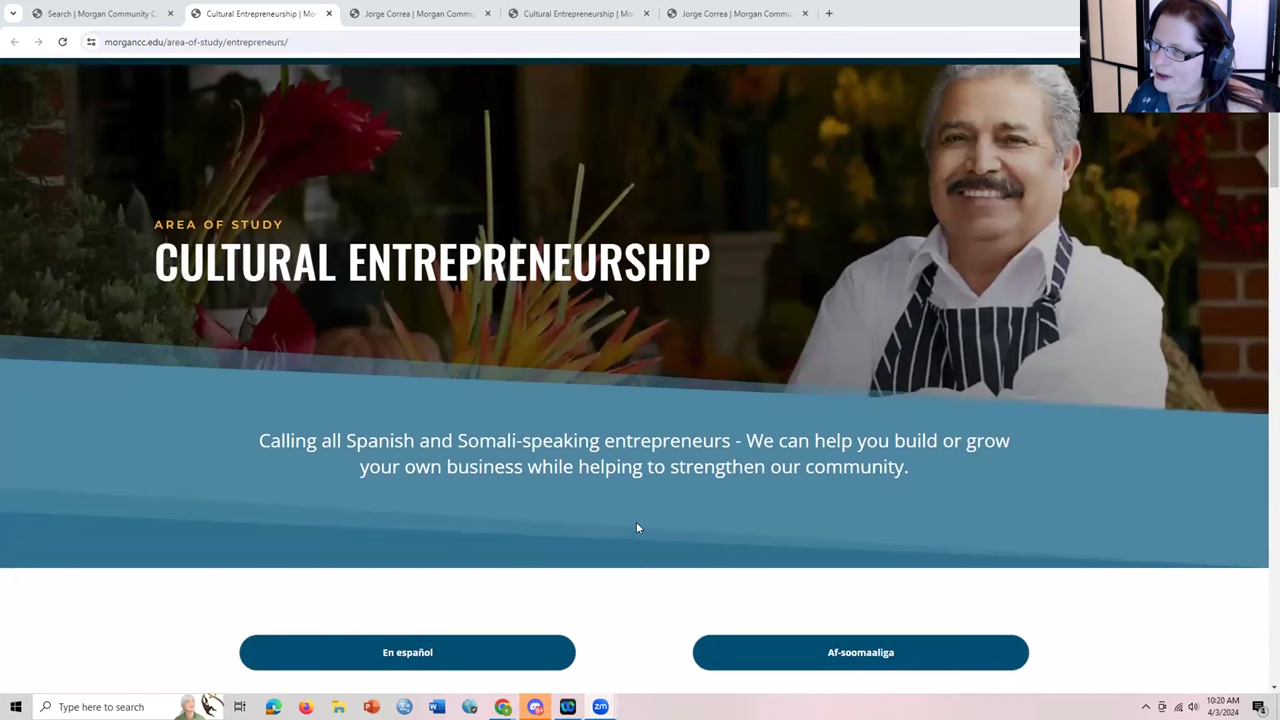 Search | Morgan Community C
Cultural Entrepreneurship | Mo
Jorge Correa | Morgan Commu
Cultural Entrepreneurship | Mo
Jorge Correa | Morgan Commu
morgancc.edu/area-of-study/entrepreneurs/
AREA OF STUDY
CULTURAL ENTREPRENEURSHIP
Calling all Spanish and Somali-speaking entrepreneurs - We can help you build or grow
your own business while helping to strengthen our community.
En español
Af-soomaaliga
Type here to search
10:20 AM
4/3/2024
4